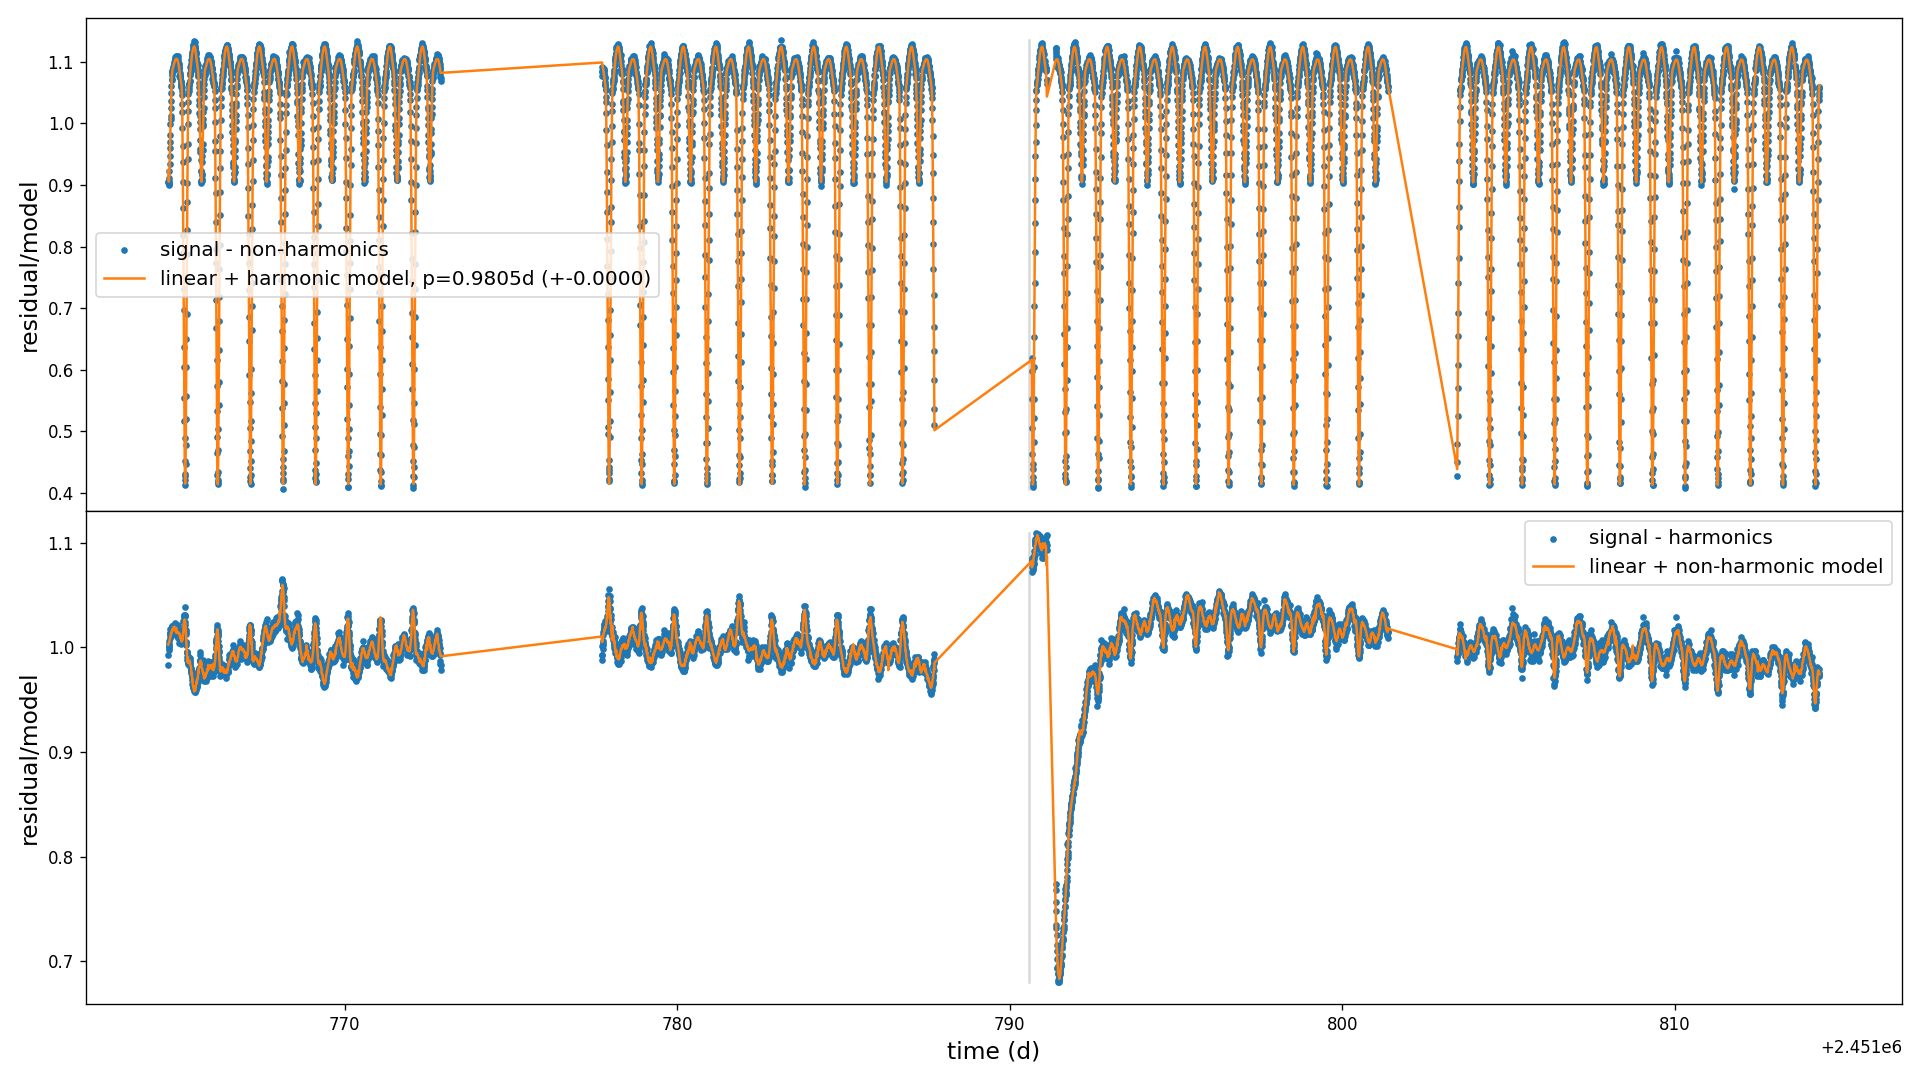 residual/model
1.1
1.0
0.9
0.8
0.7
0.6
0.5
0.4
signal - non-harmonics
linear + harmonic model, p=0.9805d (+-0.0000)
residual/model
1.1
1.0
0.9
0.8
0.7
signal - harmonics
linear + non-harmonic model
770
780
790
800
810
time (d)
+2.451e6